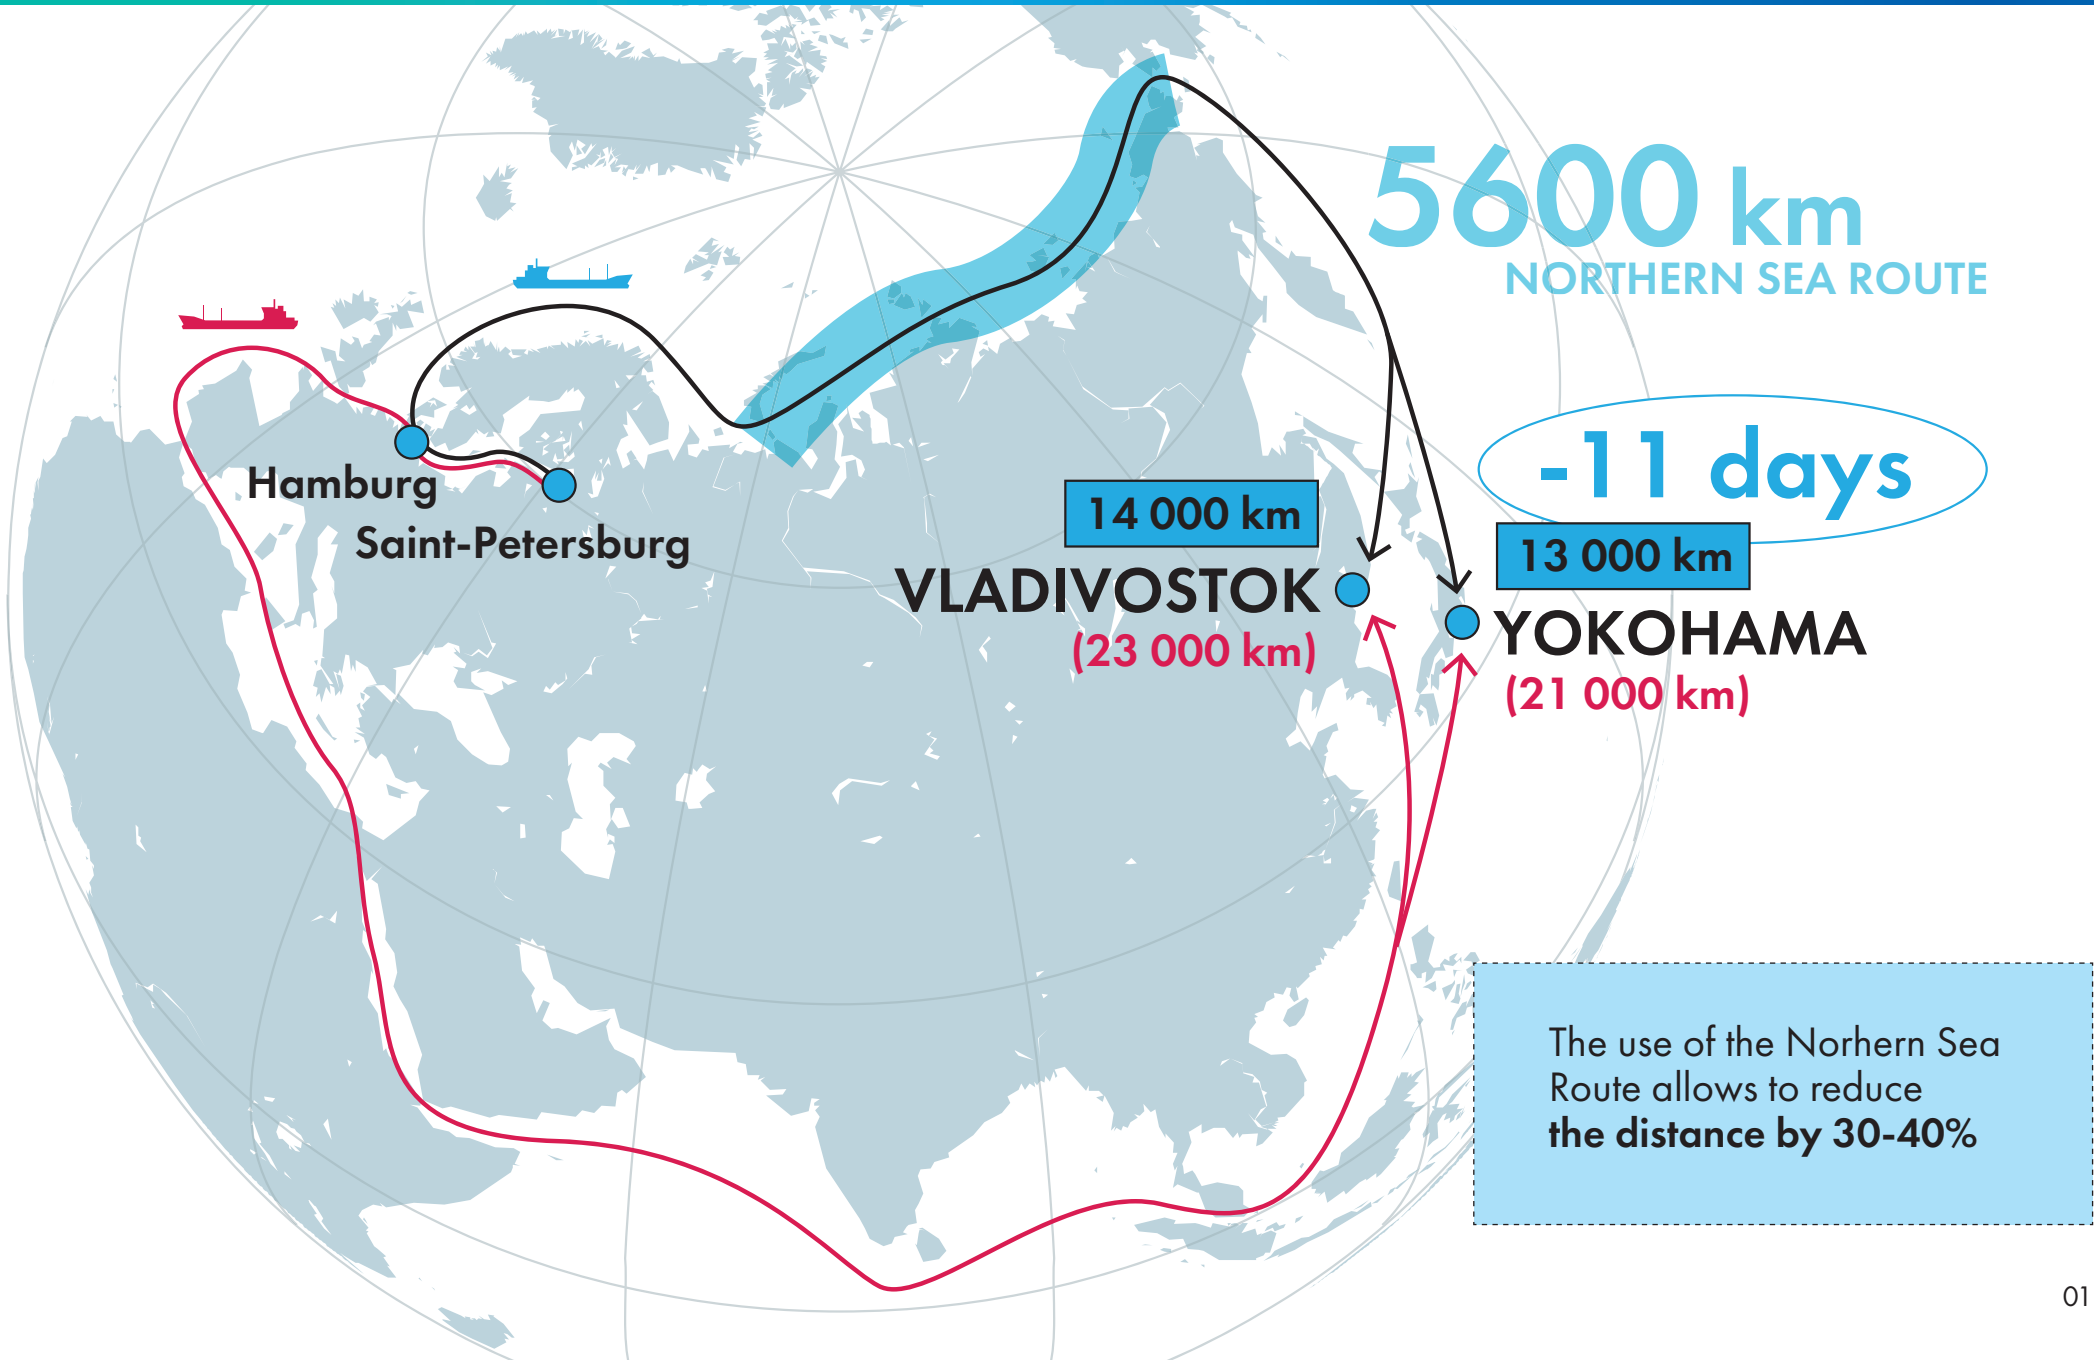 5600 km
NORTHERN SEA ROUTE
-11 days
Hamburg
Saint-Petersburg
14 000 km
VLADIVOSTOK
(23 000 km)
13 000 km
YOKOHAMA
(21 000 km)
The use of the Norhern Sea
Route allows to reduce
the distance by 30-40%
01